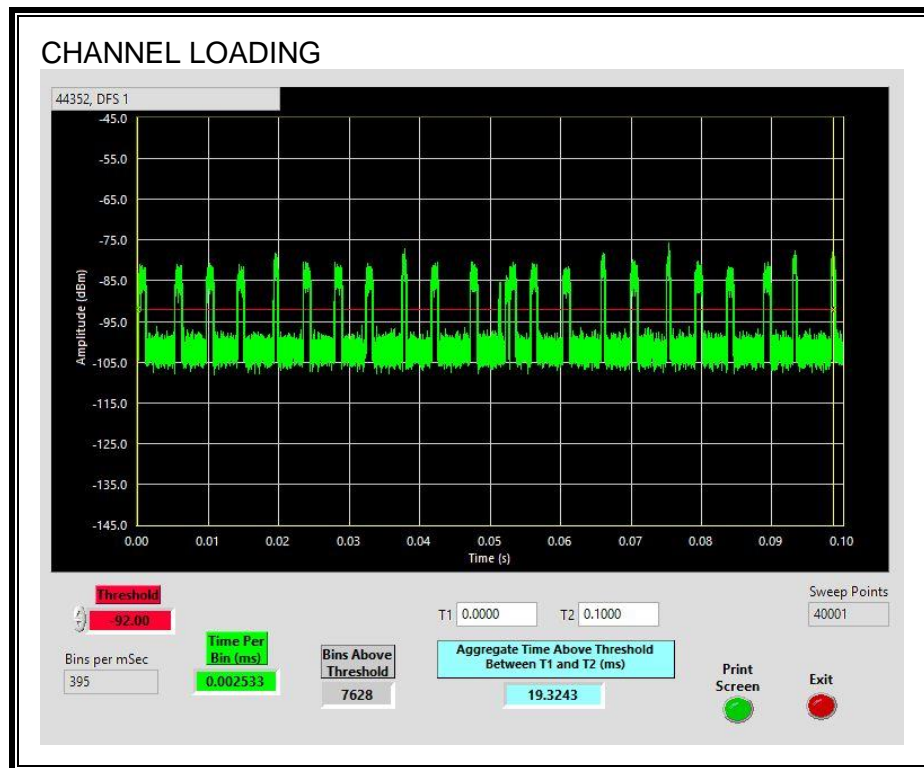 CHANNEL LOADING
44352, DFS 1
-45.0
-55.0
-65.0
-75.0
-85.0
-95.0
-105.0
-115.0
-125.0
-135.0
-145.0
Amplitude (dBm)
0.00 0.01 0.02 0.03 0.04 0.05 0.06 0.07 0.08 0.09 0.10
Time (s)
Threshold
-92.00
Bins per mSec
395
Time Per
Bin (ms)
0.002533
Bins Above
Threshold
7628
T1 0.0000 T2 0.1000
Aggregate Time Above Threshold
Between T1 and T2 (ms)
19.3243
Sweep Points
40001
Print
Screen
Exit